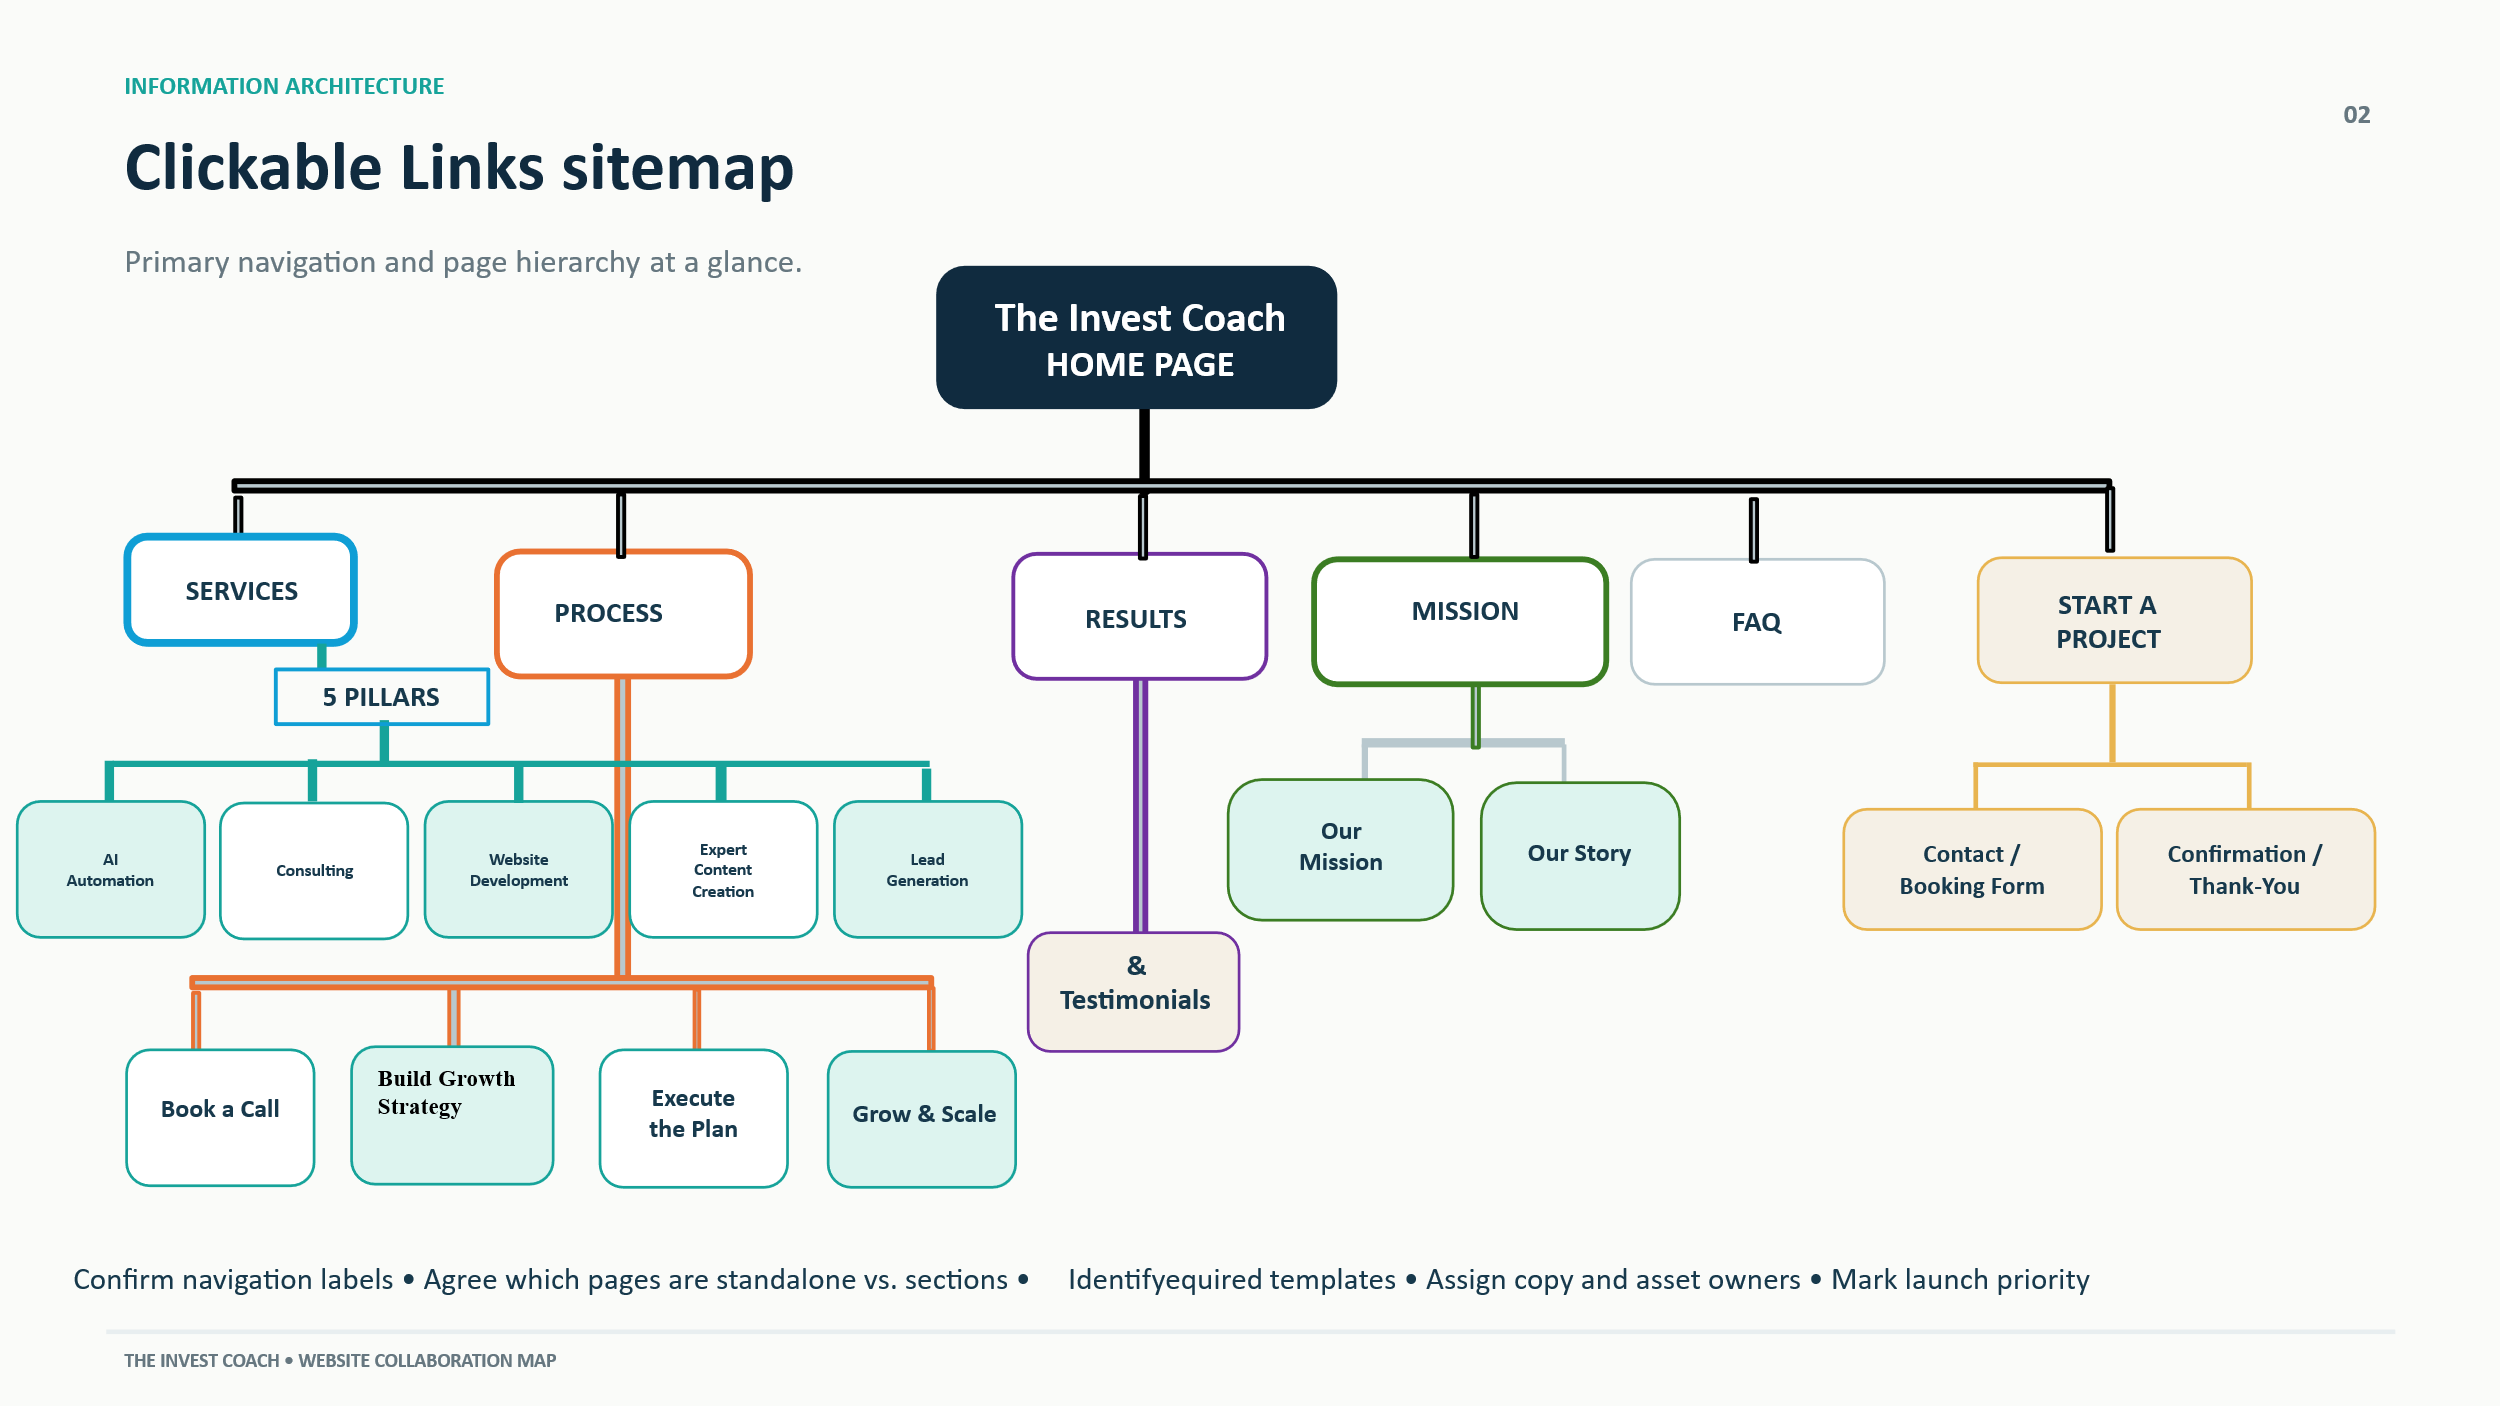 INFORMATION ARCHITECTURE
02
Clickable Links sitemap
Primary navigation and page hierarchy at a glance.
The Invest Coach
HOME PAGE
SERVICES
PROCESS
RESULTS
MISSION
FAQ
START A
PROJECT
5 PILLARS
AI
Automation
Consulting
Website
Development
Expert
Content
Creation
Lead
Generation
Our
Mission
Our Story
Contact /
Booking Form
Confirmation /
Thank-You
&
Testimonials
Book a Call
Build Growth
Strategy
Execute
the Plan
Grow & Scale
Confirm navigation labels • Agree which pages are standalone vs. sections • Identifyequired templates • Assign copy and asset owners • Mark launch priority
THE INVEST COACH • WEBSITE COLLABORATION MAP